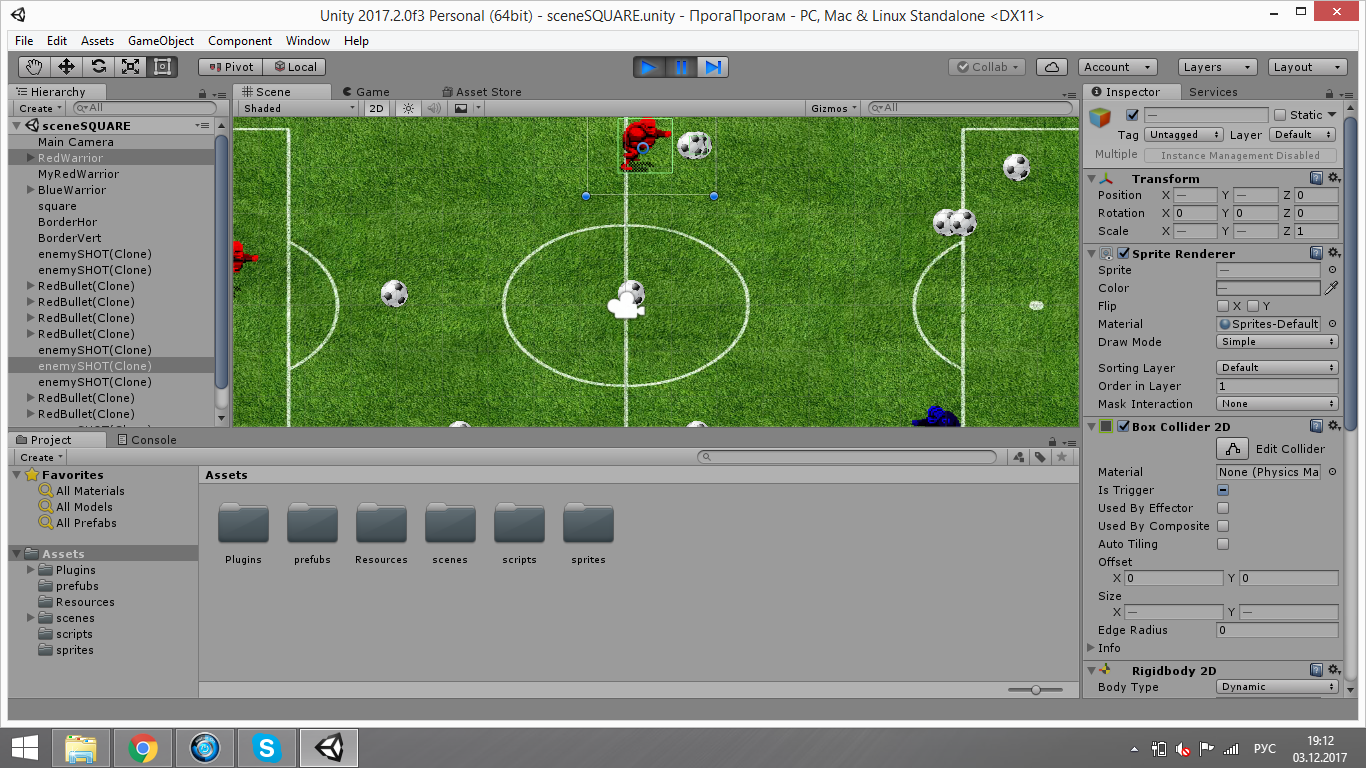 Unity 2017.2.0f3 Personal (64bit) - sceneSQUARE.unity - ПрогаПрогам - PC, Mac & Linux Standalone <DX11>
File Edit Assets GameObject Component Window Help
Pivot Local Collab Account Layers Layout
Hierarchy
Create All
sceneSQUARE
Main Camera
RedWarrior
MyRedWarrior
BlueWarrior
square
BorderHor
BorderVert
enemySHOT(Clone)
enemySHOT(Clone)
RedBullet(Clone)
RedBullet(Clone)
RedBullet(Clone)
RedBullet(Clone)
enemySHOT(Clone)
enemySHOT(Clone)
enemySHOT(Clone)
RedBullet(Clone)
RedBullet(Clone)
Scene Game Asset Store
Shaded 2D Gizmos All
Inspector Services
— Static
Tag Untagged Layer Default
Multiple Instance Management Disabled
Transform
Position X — Y — Z 0
Rotation X 0 Y 0 Z 0
Scale X — Y — Z 1
Sprite Renderer
Sprite —
Color —
Flip X Y
Material Sprites-Default
Draw Mode Simple
Sorting Layer Default
Order in Layer 1
Mask Interaction None
Box Collider 2D
Edit Collider
Material None (Physics Ma
Is Trigger
Used By Effector
Used By Composite
Auto Tiling
Offset
X 0 Y 0
Size
X — Y —
Edge Radius 0
Info
Rigidbody 2D
Body Type Dynamic
Project Console
Create
Favorites
All Materials
All Models
All Prefabs
Assets
Plugins
prefubs
Resources
scenes
scripts
sprites
Assets
Plugins prefubs Resources scenes scripts sprites
РУС
19:12
03.12.2017